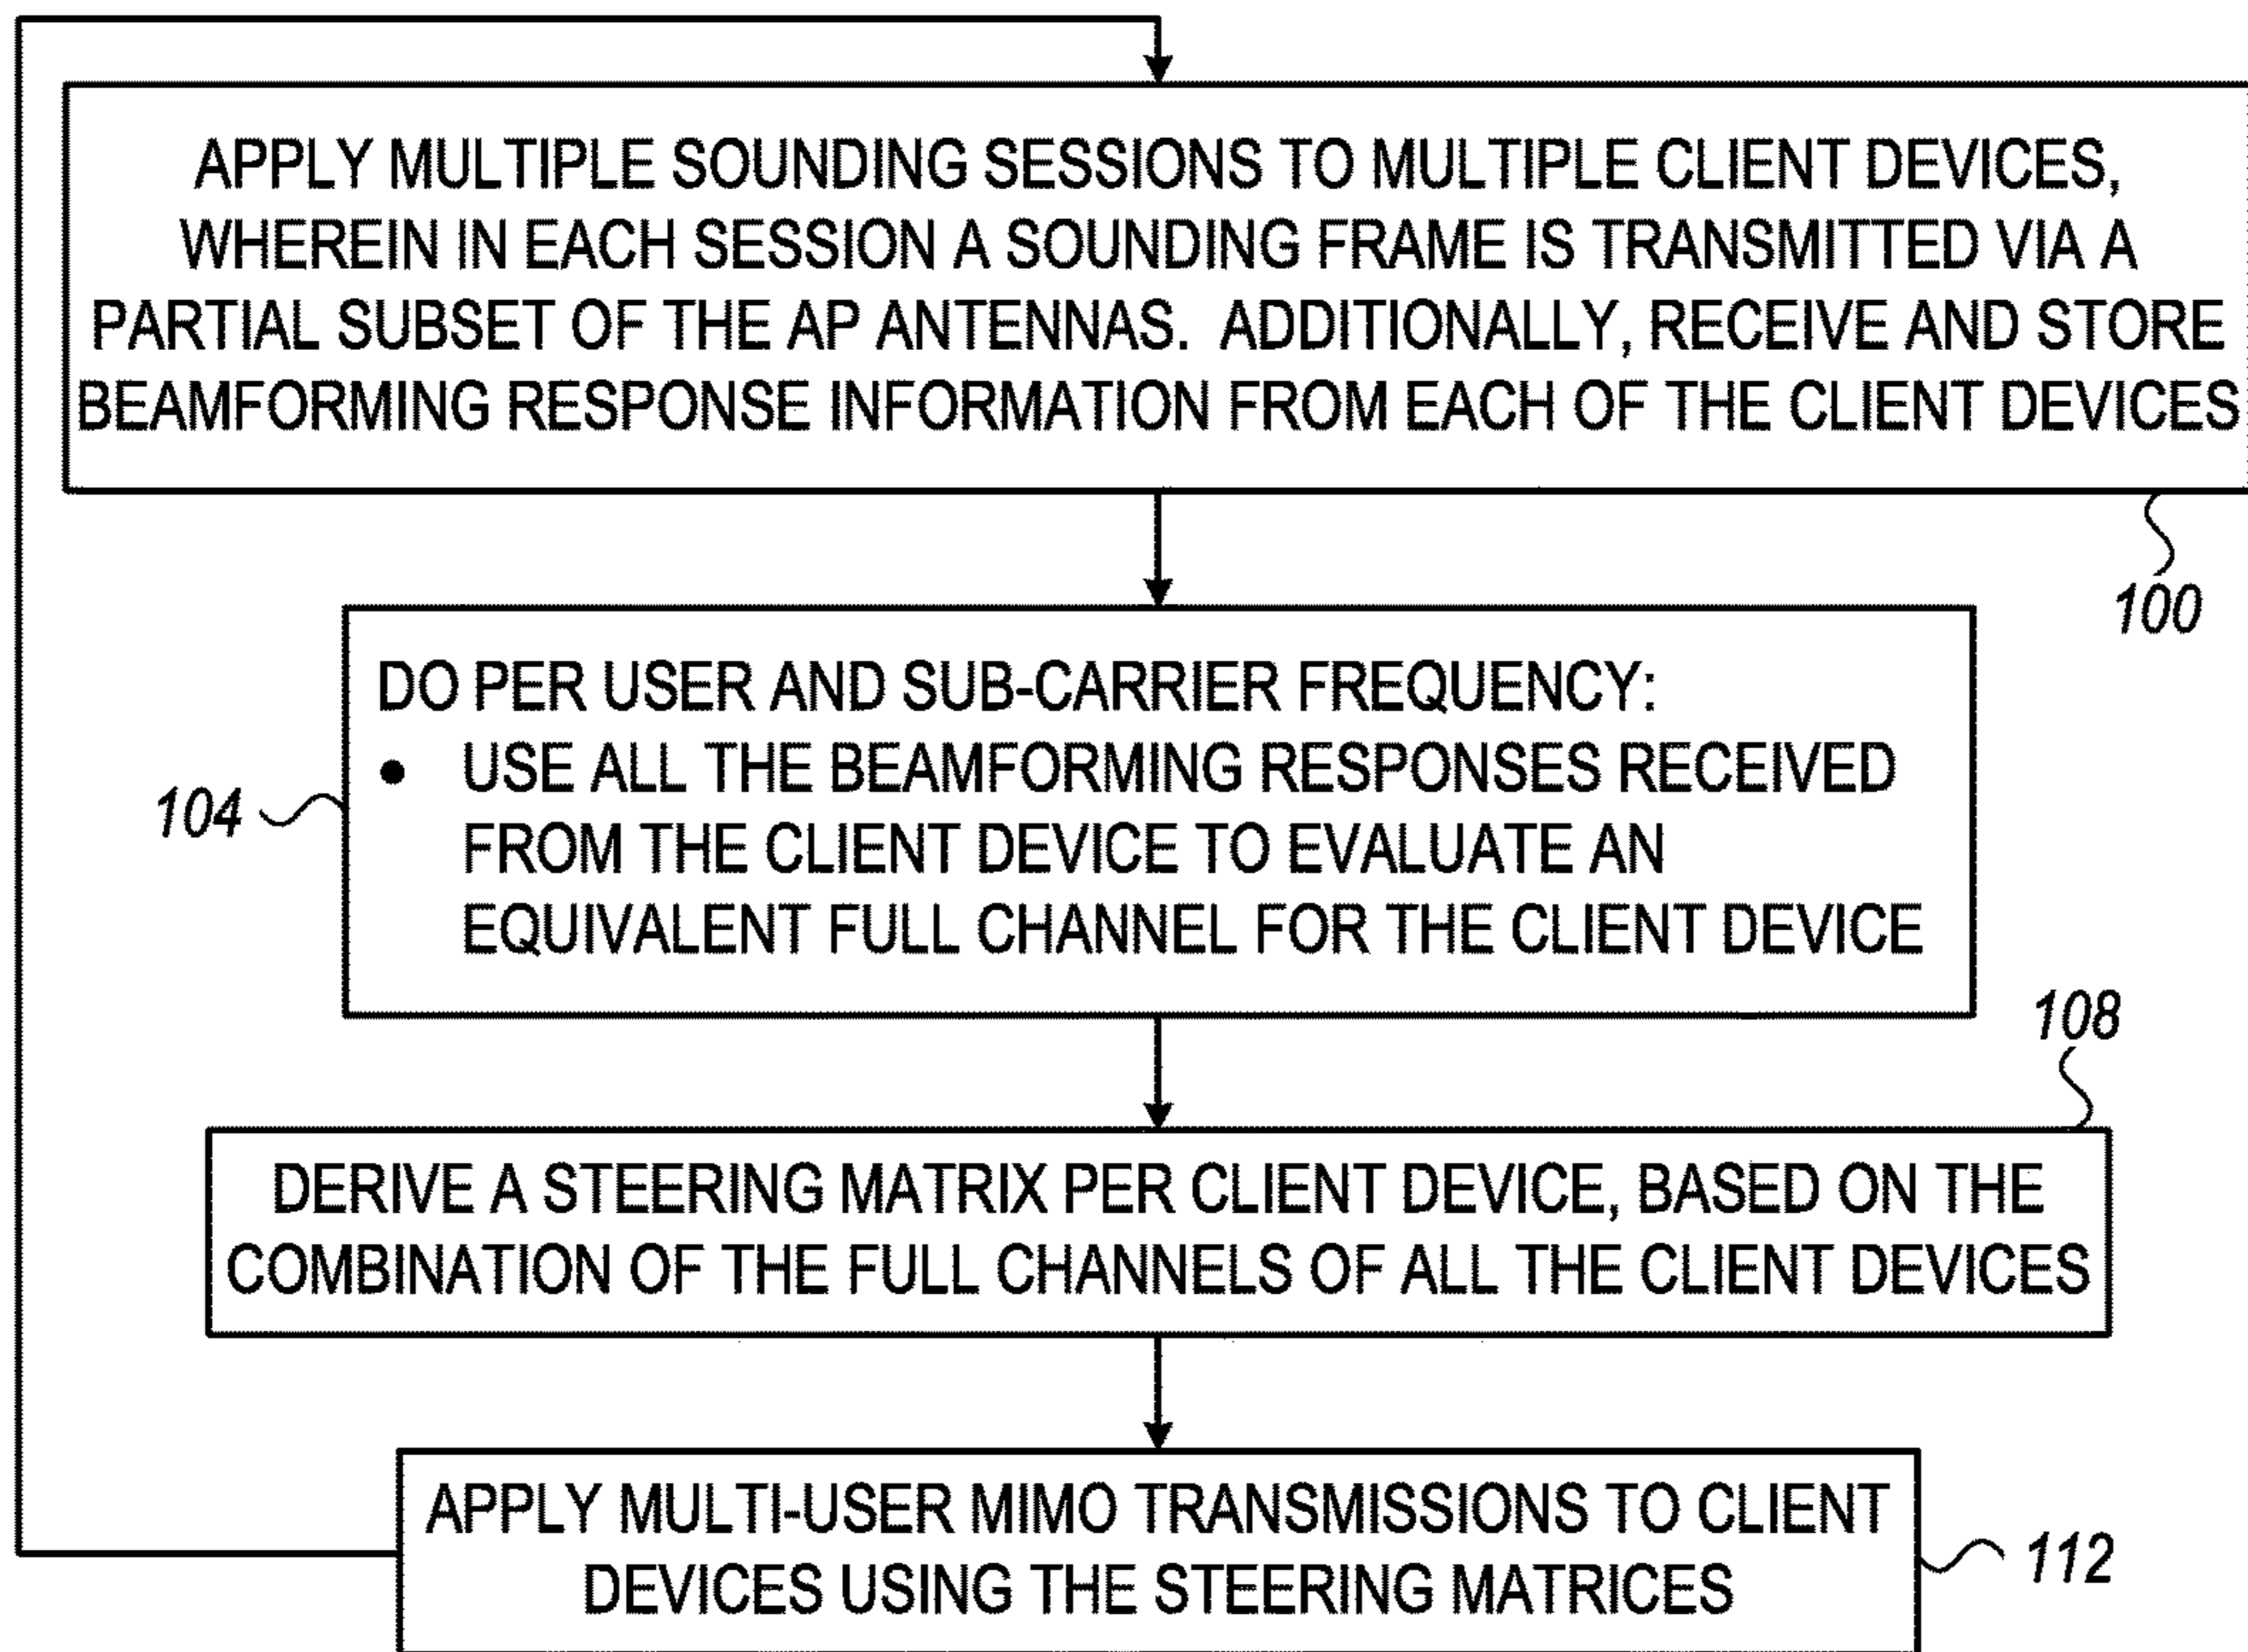 APPLY MULTIPLE SOUNDING SESSIONS TO MULTIPLE CLIENT DEVICES,
WHEREIN IN EACH SESSION A SOUNDING FRAME IS TRANSMITTED VIA A
PARTIAL SUBSET OF THE AP ANTENNAS. ADDITIONALLY, RECEIVE AND STORE
BEAMFORMING RESPONSE INFORMATION FROM EACH OF THE CLIENT DEVICES
100
DO PER USER AND SUB-CARRIER FREQUENCY:
• USE ALL THE BEAMFORMING RESPONSES RECEIVED
FROM THE CLIENT DEVICE TO EVALUATE AN
EQUIVALENT FULL CHANNEL FOR THE CLIENT DEVICE
104
108
DERIVE A STEERING MATRIX PER CLIENT DEVICE, BASED ON THE
COMBINATION OF THE FULL CHANNELS OF ALL THE CLIENT DEVICES
APPLY MULTI-USER MIMO TRANSMISSIONS TO CLIENT
DEVICES USING THE STEERING MATRICES
112